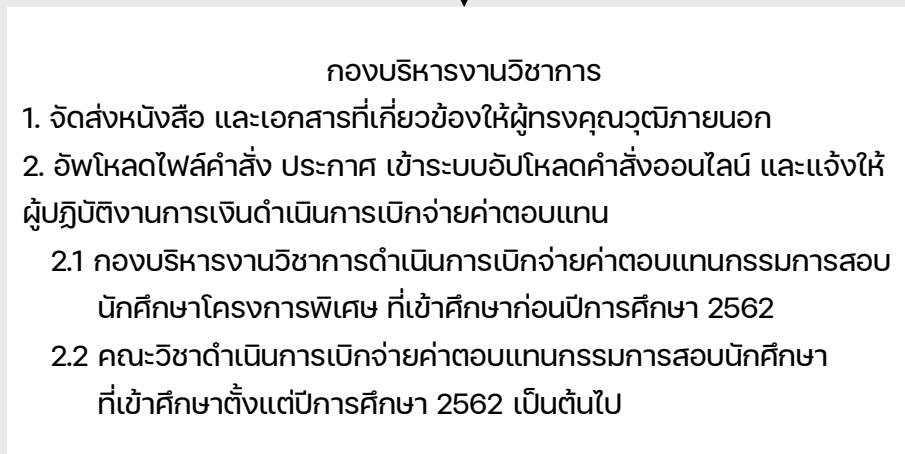 กองบริหารงานวิชาการ
1. จัดส่งหนังสือ และเอกสารที่เกี่ยวข้องให้ผู้ทรงคุณวุฒิภายนอก
2. อัพโหลดไฟล์คำสั่ง ประกาศ เข้าระบบอัปโหลดคำสั่งออนไลน์ และแจ้งให้
ผู้ปฏิบัติงานการเงินดำเนินการเบิกจ่ายค่าตอบแทน
2.1 กองบริหารงานวิชาการดำเนินการเบิกจ่ายค่าตอบแทนกรรมการสอบ
นักศึกษาโครงการพิเศษ ที่เข้าศึกษาก่อนปีการศึกษา 2562
2.2 คณะวิชาดำเนินการเบิกจ่ายค่าตอบแทนกรรมการสอบนักศึกษา
ที่เข้าศึกษาตั้งแต่ปีการศึกษา 2562 เป็นต้นไป